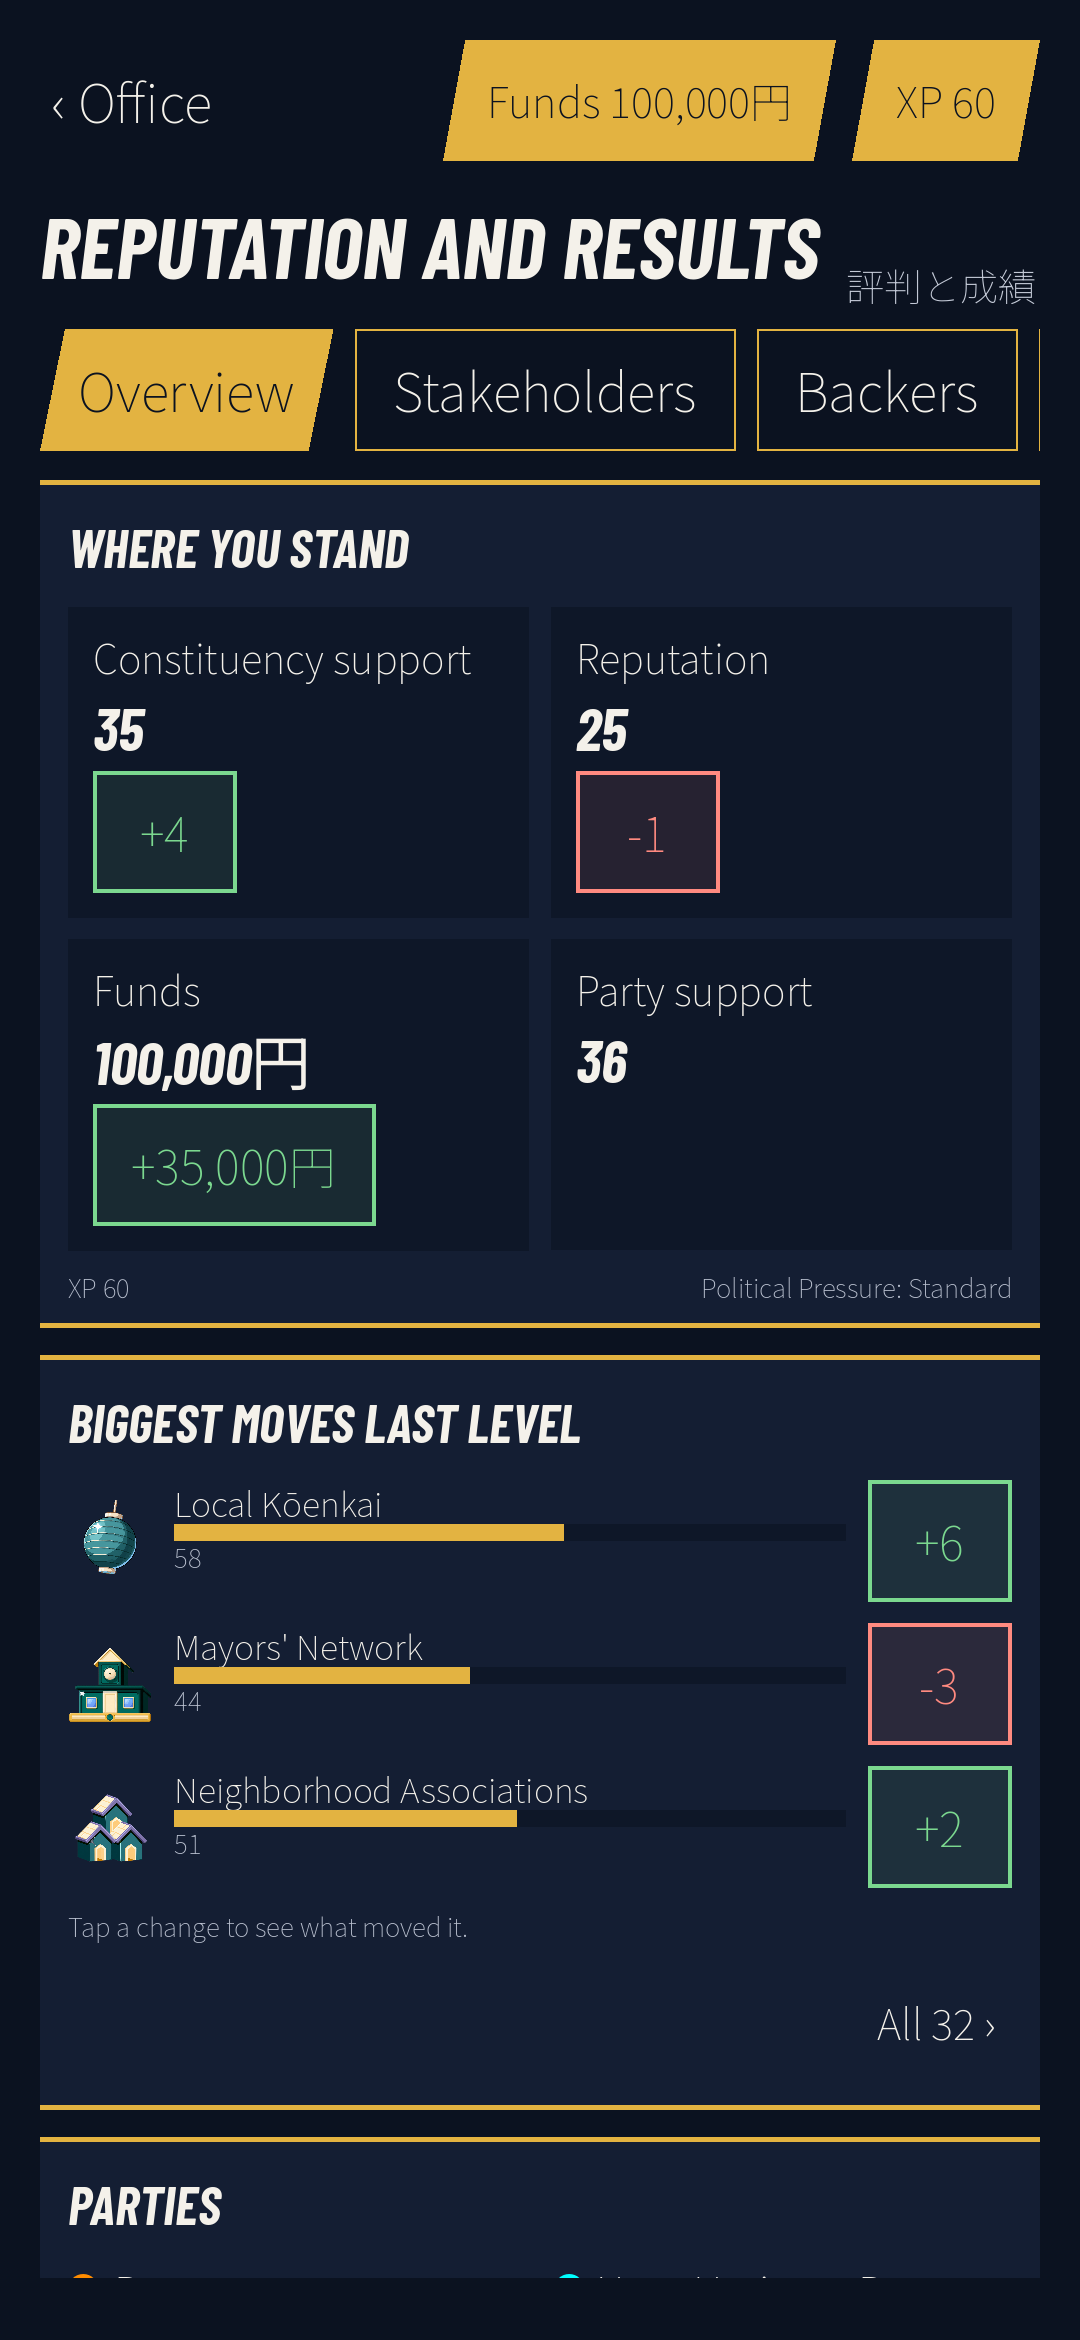 ‹ Office
Funds 100,000円
XP 60
REPUTATION AND RESULTS
評判と成績
Overview
Stakeholders
Backers
WHERE YOU STAND
Constituency support
35
+4
Reputation
25
-1
Funds
100,000円
+35,000円
Party support
36
XP 60
Political Pressure: Standard
BIGGEST MOVES LAST LEVEL
Local Kōenkai
58
+6
Mayors' Network
44
-3
Neighborhood Associations
51
+2
Tap a change to see what moved it.
All 32 ›
PARTIES